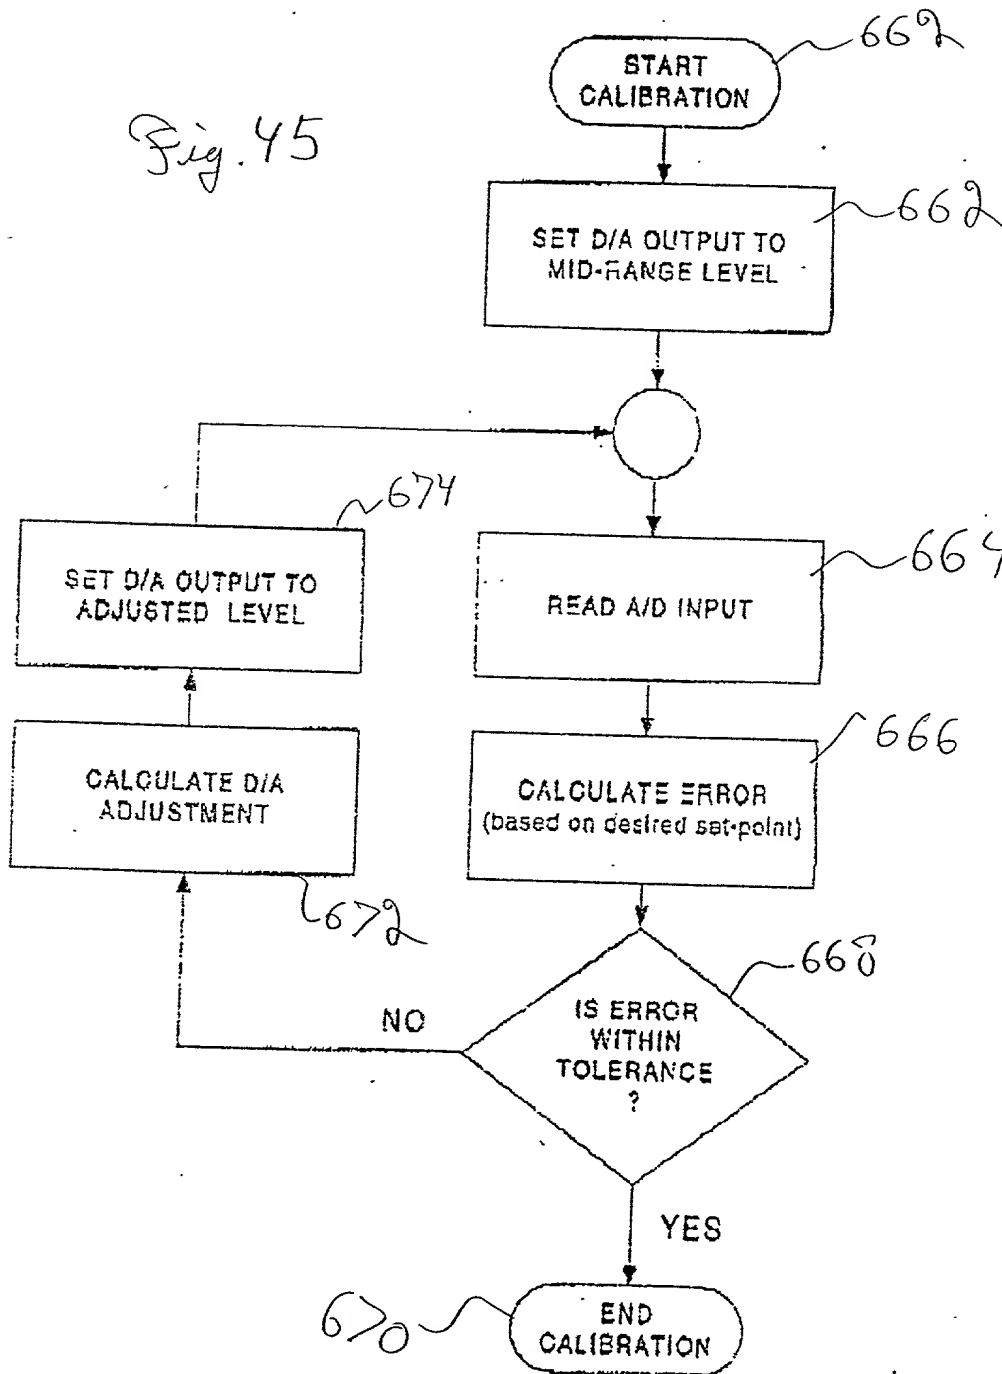 Fig. 45
662
START
CALIBRATION
662
SET D/A OUTPUT TO
MID-RANGE LEVEL
674
SET D/A OUTPUT TO
ADJUSTED LEVEL
664
READ A/D INPUT
666
CALCULATE ERROR
(based on desired set-point)
CALCULATE D/A
ADJUSTMENT
672
668
IS ERROR
WITHIN
TOLERANCE
?
NO
YES
670
END
CALIBRATION